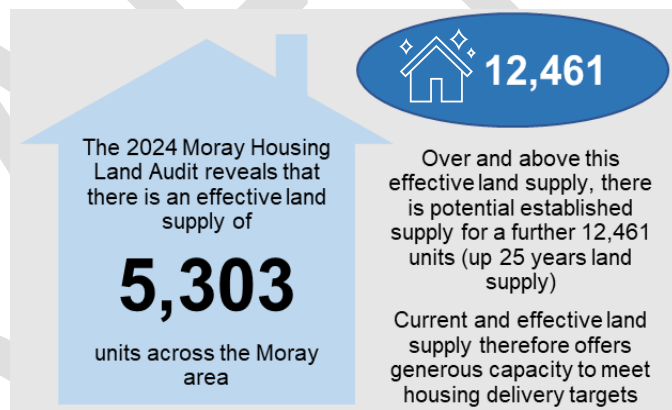 The 2024 Moray Housing
Land Audit reveals that
there is an effective land
supply of
5,303
units across the Moray
area
12,461
Over and above this
effective land supply, there
is potential established
supply for a further 12,461
units (up 25 years land
supply)
Current and effective land
supply therefore offers
generous capacity to meet
housing delivery targets